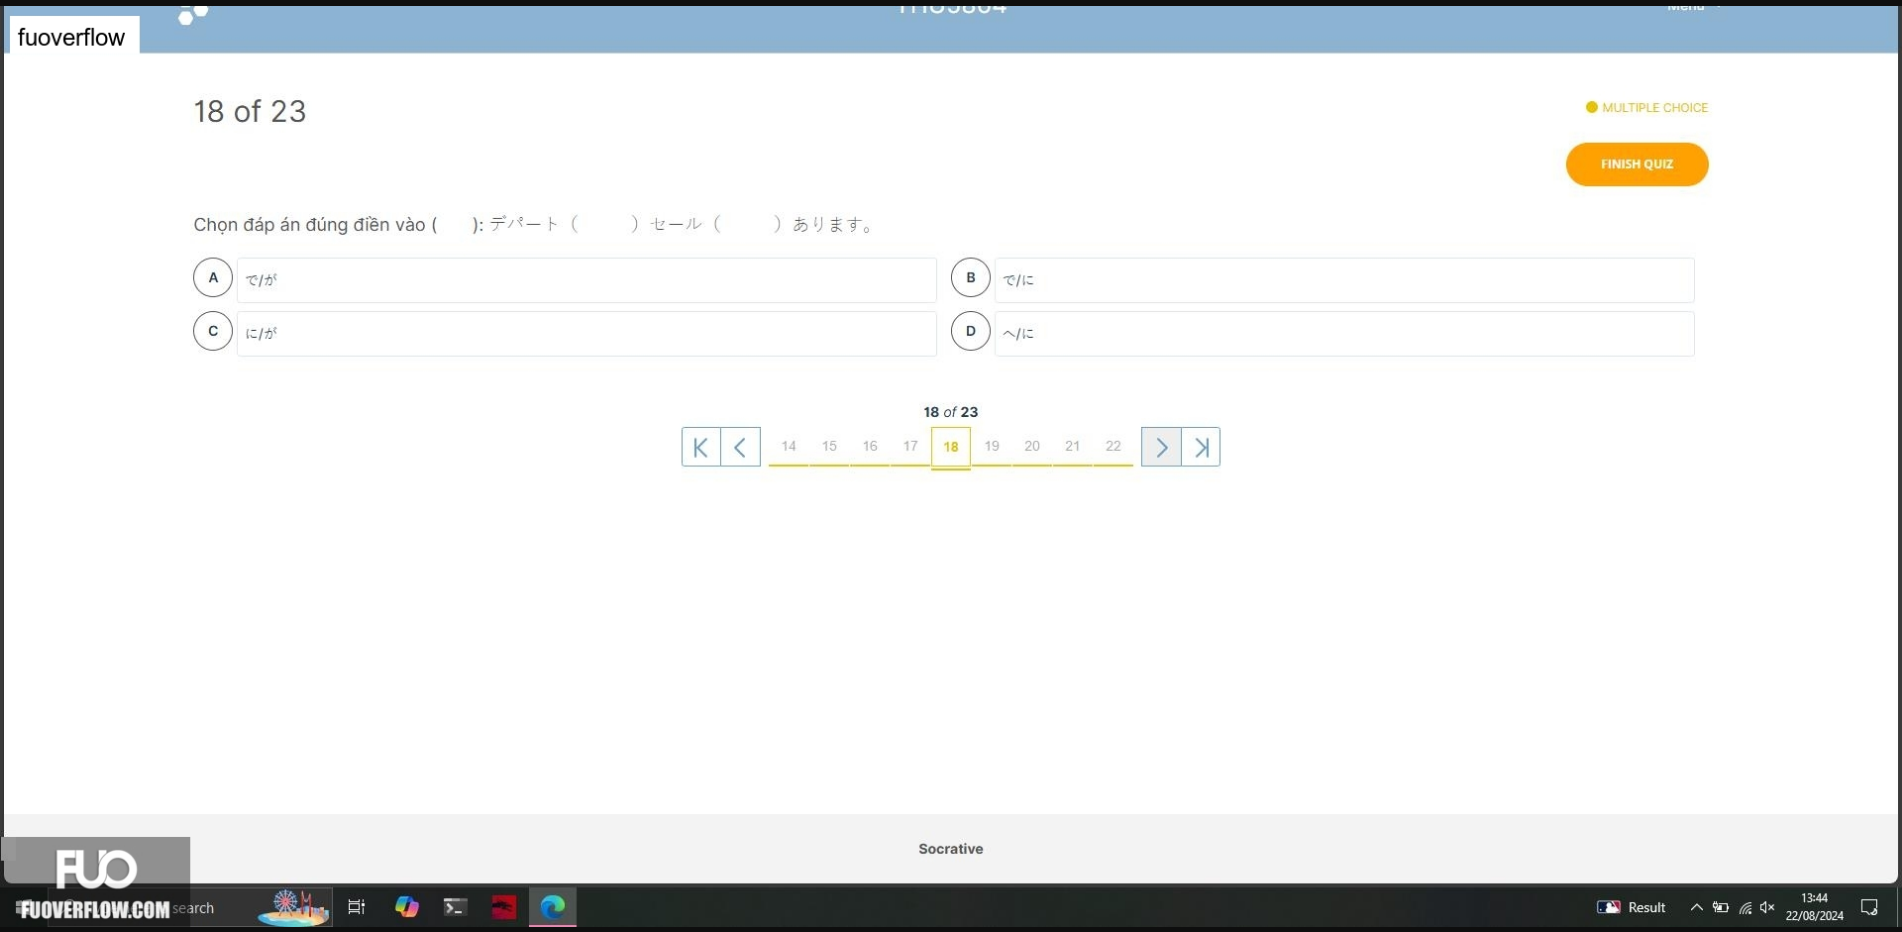 fuoverflow
18 of 23
MULTIPLE CHOICE
FINISH QUIZ
Chọn đáp án đúng điền vào ( ): デパート（ ）セール（ ）あります。
A で/が
B で/に
C に/が
D へ/に
18 of 23
14 15 16 17 18 19 20 21 22
Socrative
FUO
FUOVERFLOW.COM
search
Result
13:44
22/08/2024